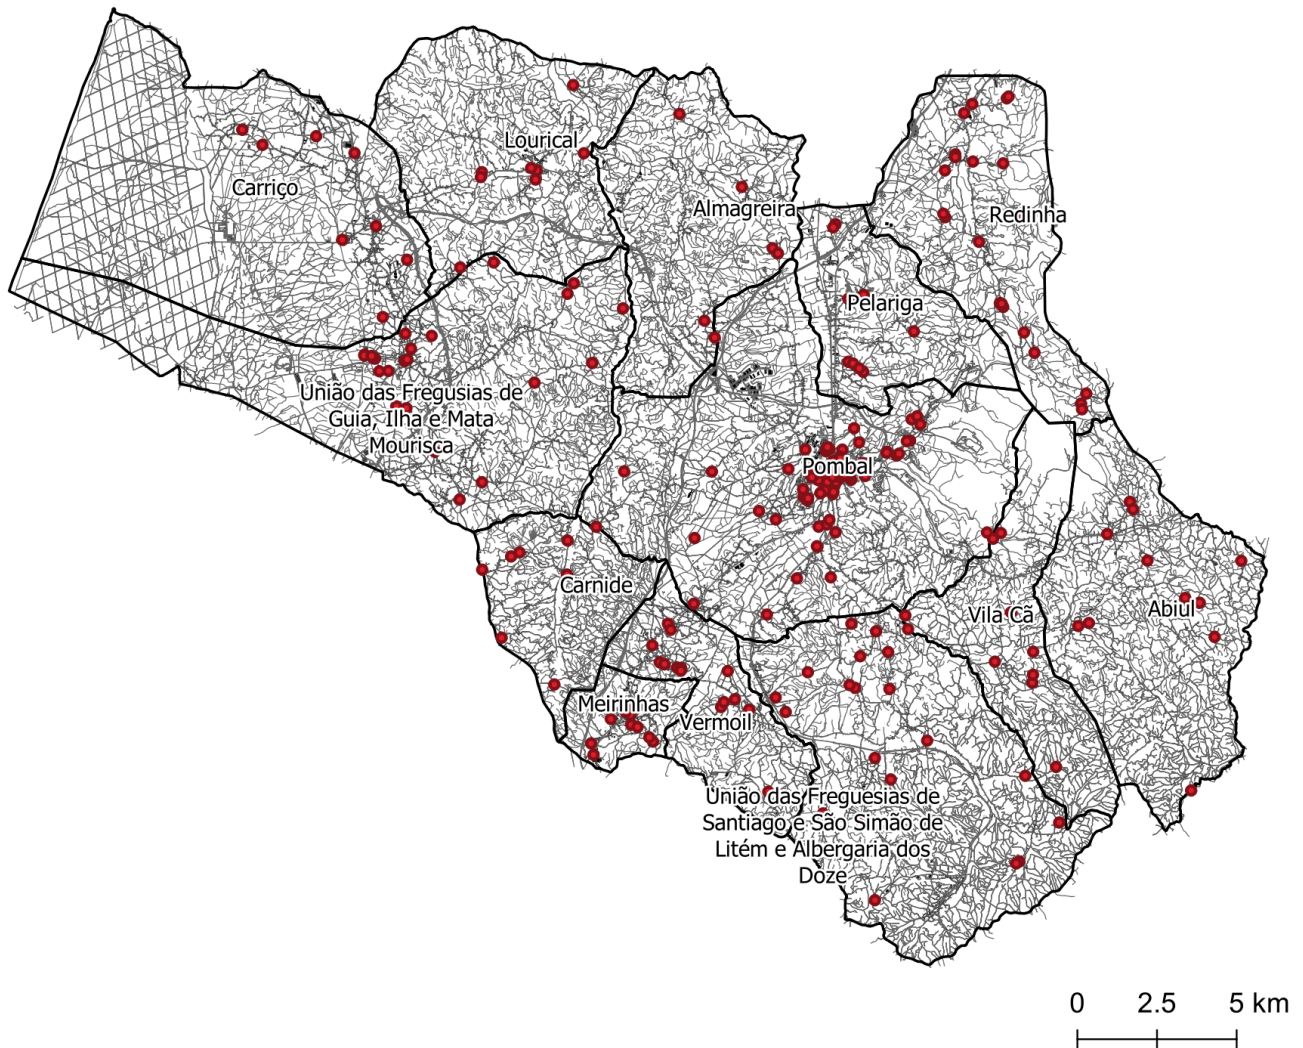 Lourical
Carriço
Almagreira
Redinha
Pelariga
União das Fregusias de
Guia, Ilha e Mata
Mourisca
Pombal
Carnide
Vila Cã
Abiul
Meirinhas
Vermoil
União das Freguesias de
Santiago e São Simão de
Litém e Albergaria dos
Doze
0 2.5 5 km